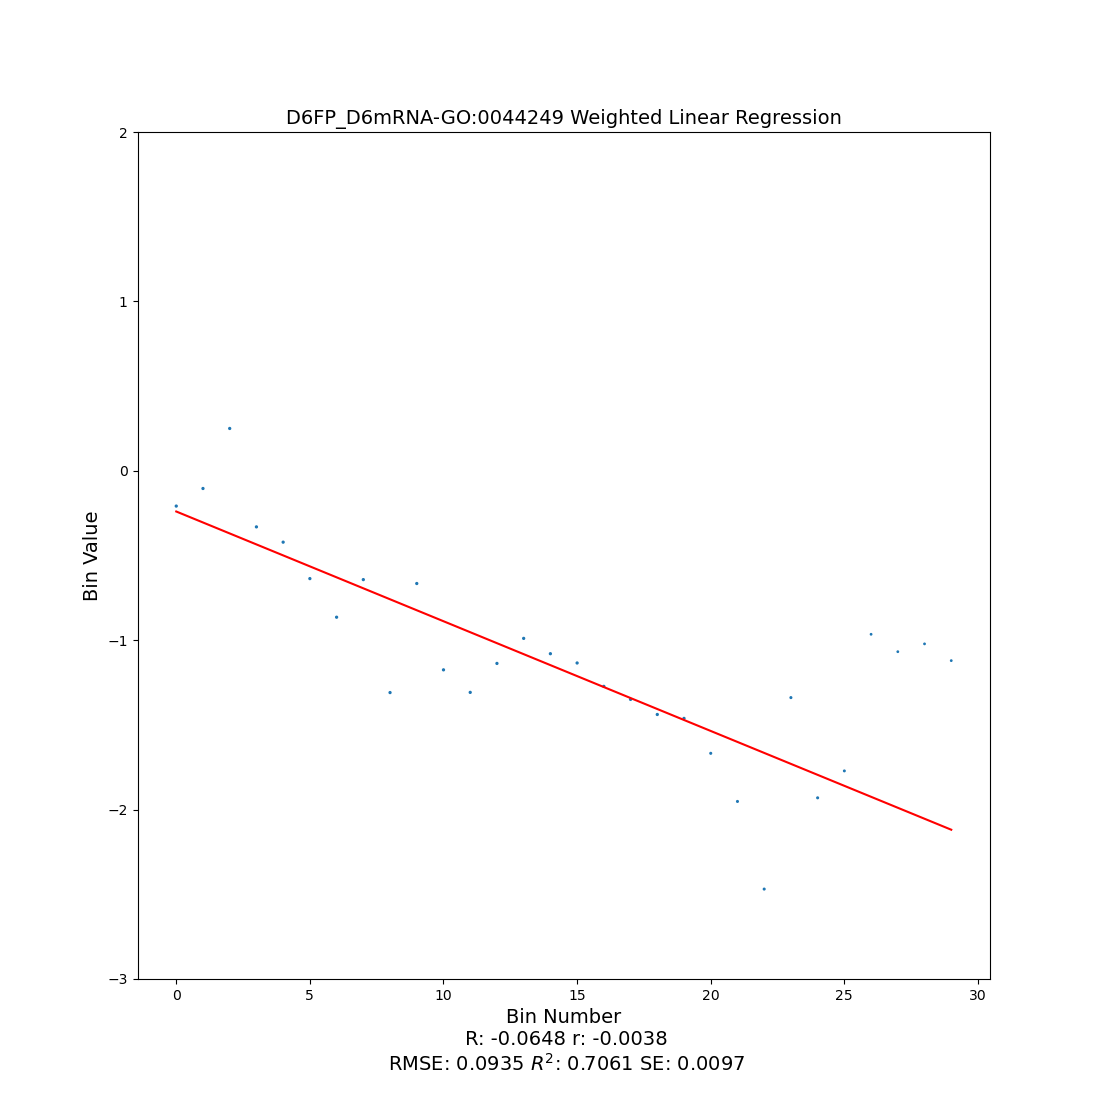 D6FP_D6mRNA-GO:0044249 Weighted Linear Regression
2
1
0
−1
−2
−3
Bin Value
0 5 10 15 20 25 30
Bin Number
R: -0.0648 r: -0.0038
RMSE: 0.0935 R²: 0.7061 SE: 0.0097